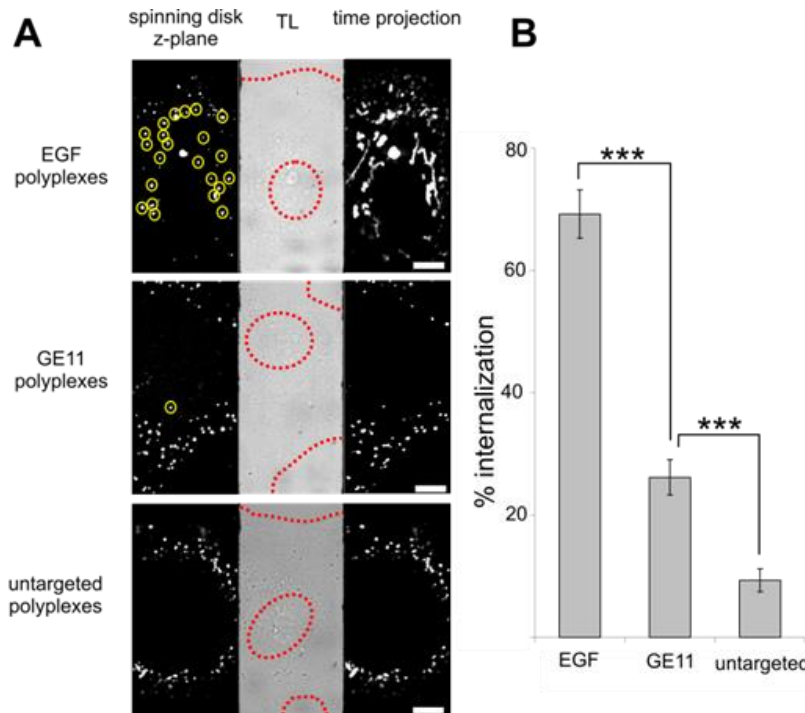 A
spinning disk
z-plane
TL
time projection
B
EGF
polyplexes
GE11
polyplexes
untargeted
polyplexes
% internalization
80
60
40
20
***
***
EGF
GE11
untargeted